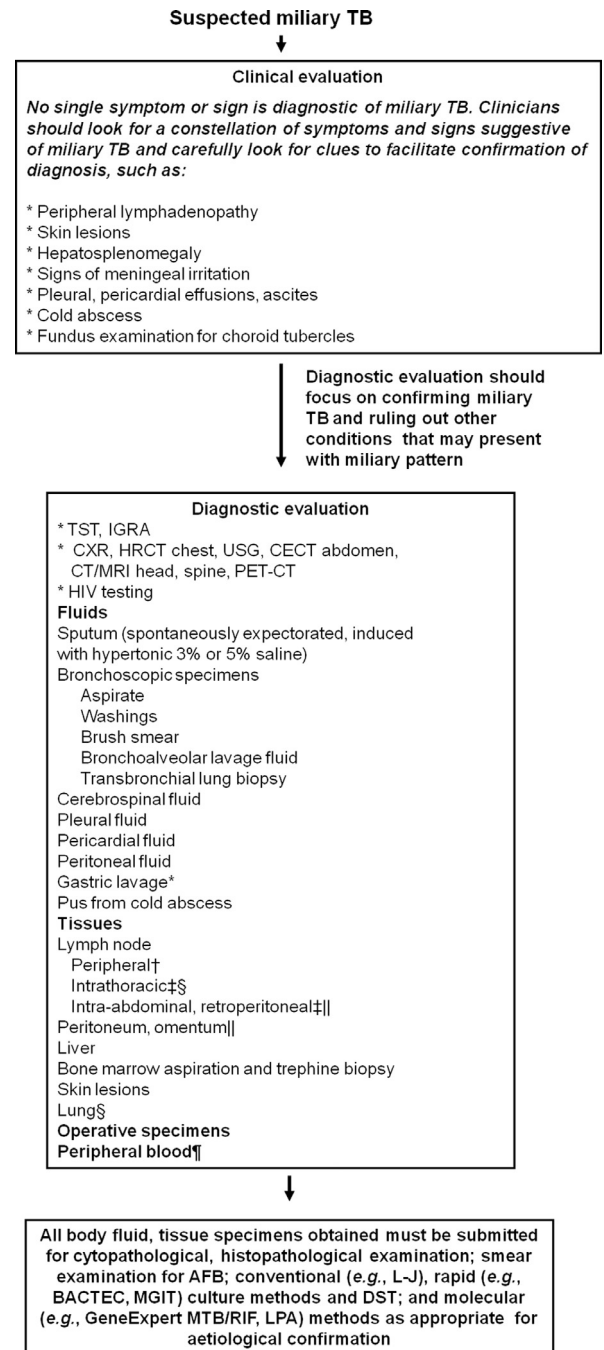 Suspected miliary TB
Clinical evaluation
No single symptom or sign is diagnostic of miliary TB. Clinicians
should look for a constellation of symptoms and signs suggestive
of miliary TB and carefully look for clues to facilitate confirmation of
diagnosis, such as:
* Peripheral lymphadenopathy
* Skin lesions
* Hepatosplenomegaly
* Signs of meningeal irritation
* Pleural, pericardial effusions, ascites
* Cold abscess
* Fundus examination for choroid tubercles
Diagnostic evaluation should
focus on confirming miliary
TB and ruling out other
conditions that may present
with miliary pattern
Diagnostic evaluation
* TST, IGRA
* CXR, HRCT chest, USG, CECT abdomen,
CT/MRI head, spine, PET-CT
* HIV testing
Fluids
Sputum (spontaneously expectorated, induced
with hypertonic 3% or 5% saline)
Bronchoscopic specimens
Aspirate
Washings
Brush smear
Bronchoalveolar lavage fluid
Transbronchial lung biopsy
Cerebrospinal fluid
Pleural fluid
Pericardial fluid
Peritoneal fluid
Gastric lavage*
Pus from cold abscess
Tissues
Lymph node
Peripheral†
Intrathoracic‡§
Intra-abdominal, retroperitoneal‡||
Peritoneum, omentum||
Liver
Bone marrow aspiration and trephine biopsy
Skin lesions
Lung§
Operative specimens
Peripheral blood¶
All body fluid, tissue specimens obtained must be submitted
for cytopathological, histopathological examination; smear
examination for AFB; conventional (e.g., L-J), rapid (e.g.,
BACTEC, MGIT) culture methods and DST; and molecular
(e.g., GeneExpert MTB/RIF, LPA) methods as appropriate for
aetiological confirmation